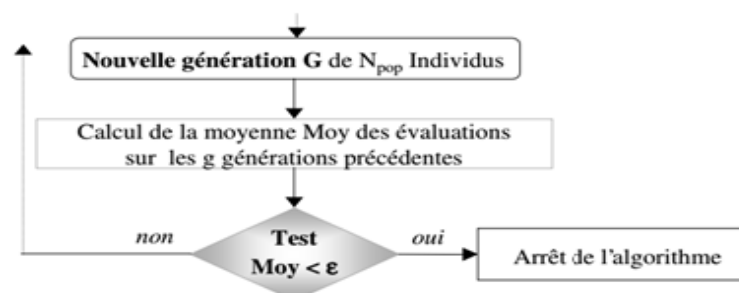 Nouvelle génération G de Npop Individus
Calcul de la moyenne Moy des évaluations
sur les g générations précédentes
non
Test
Moy < ε
oui
Arrêt de l'algorithme